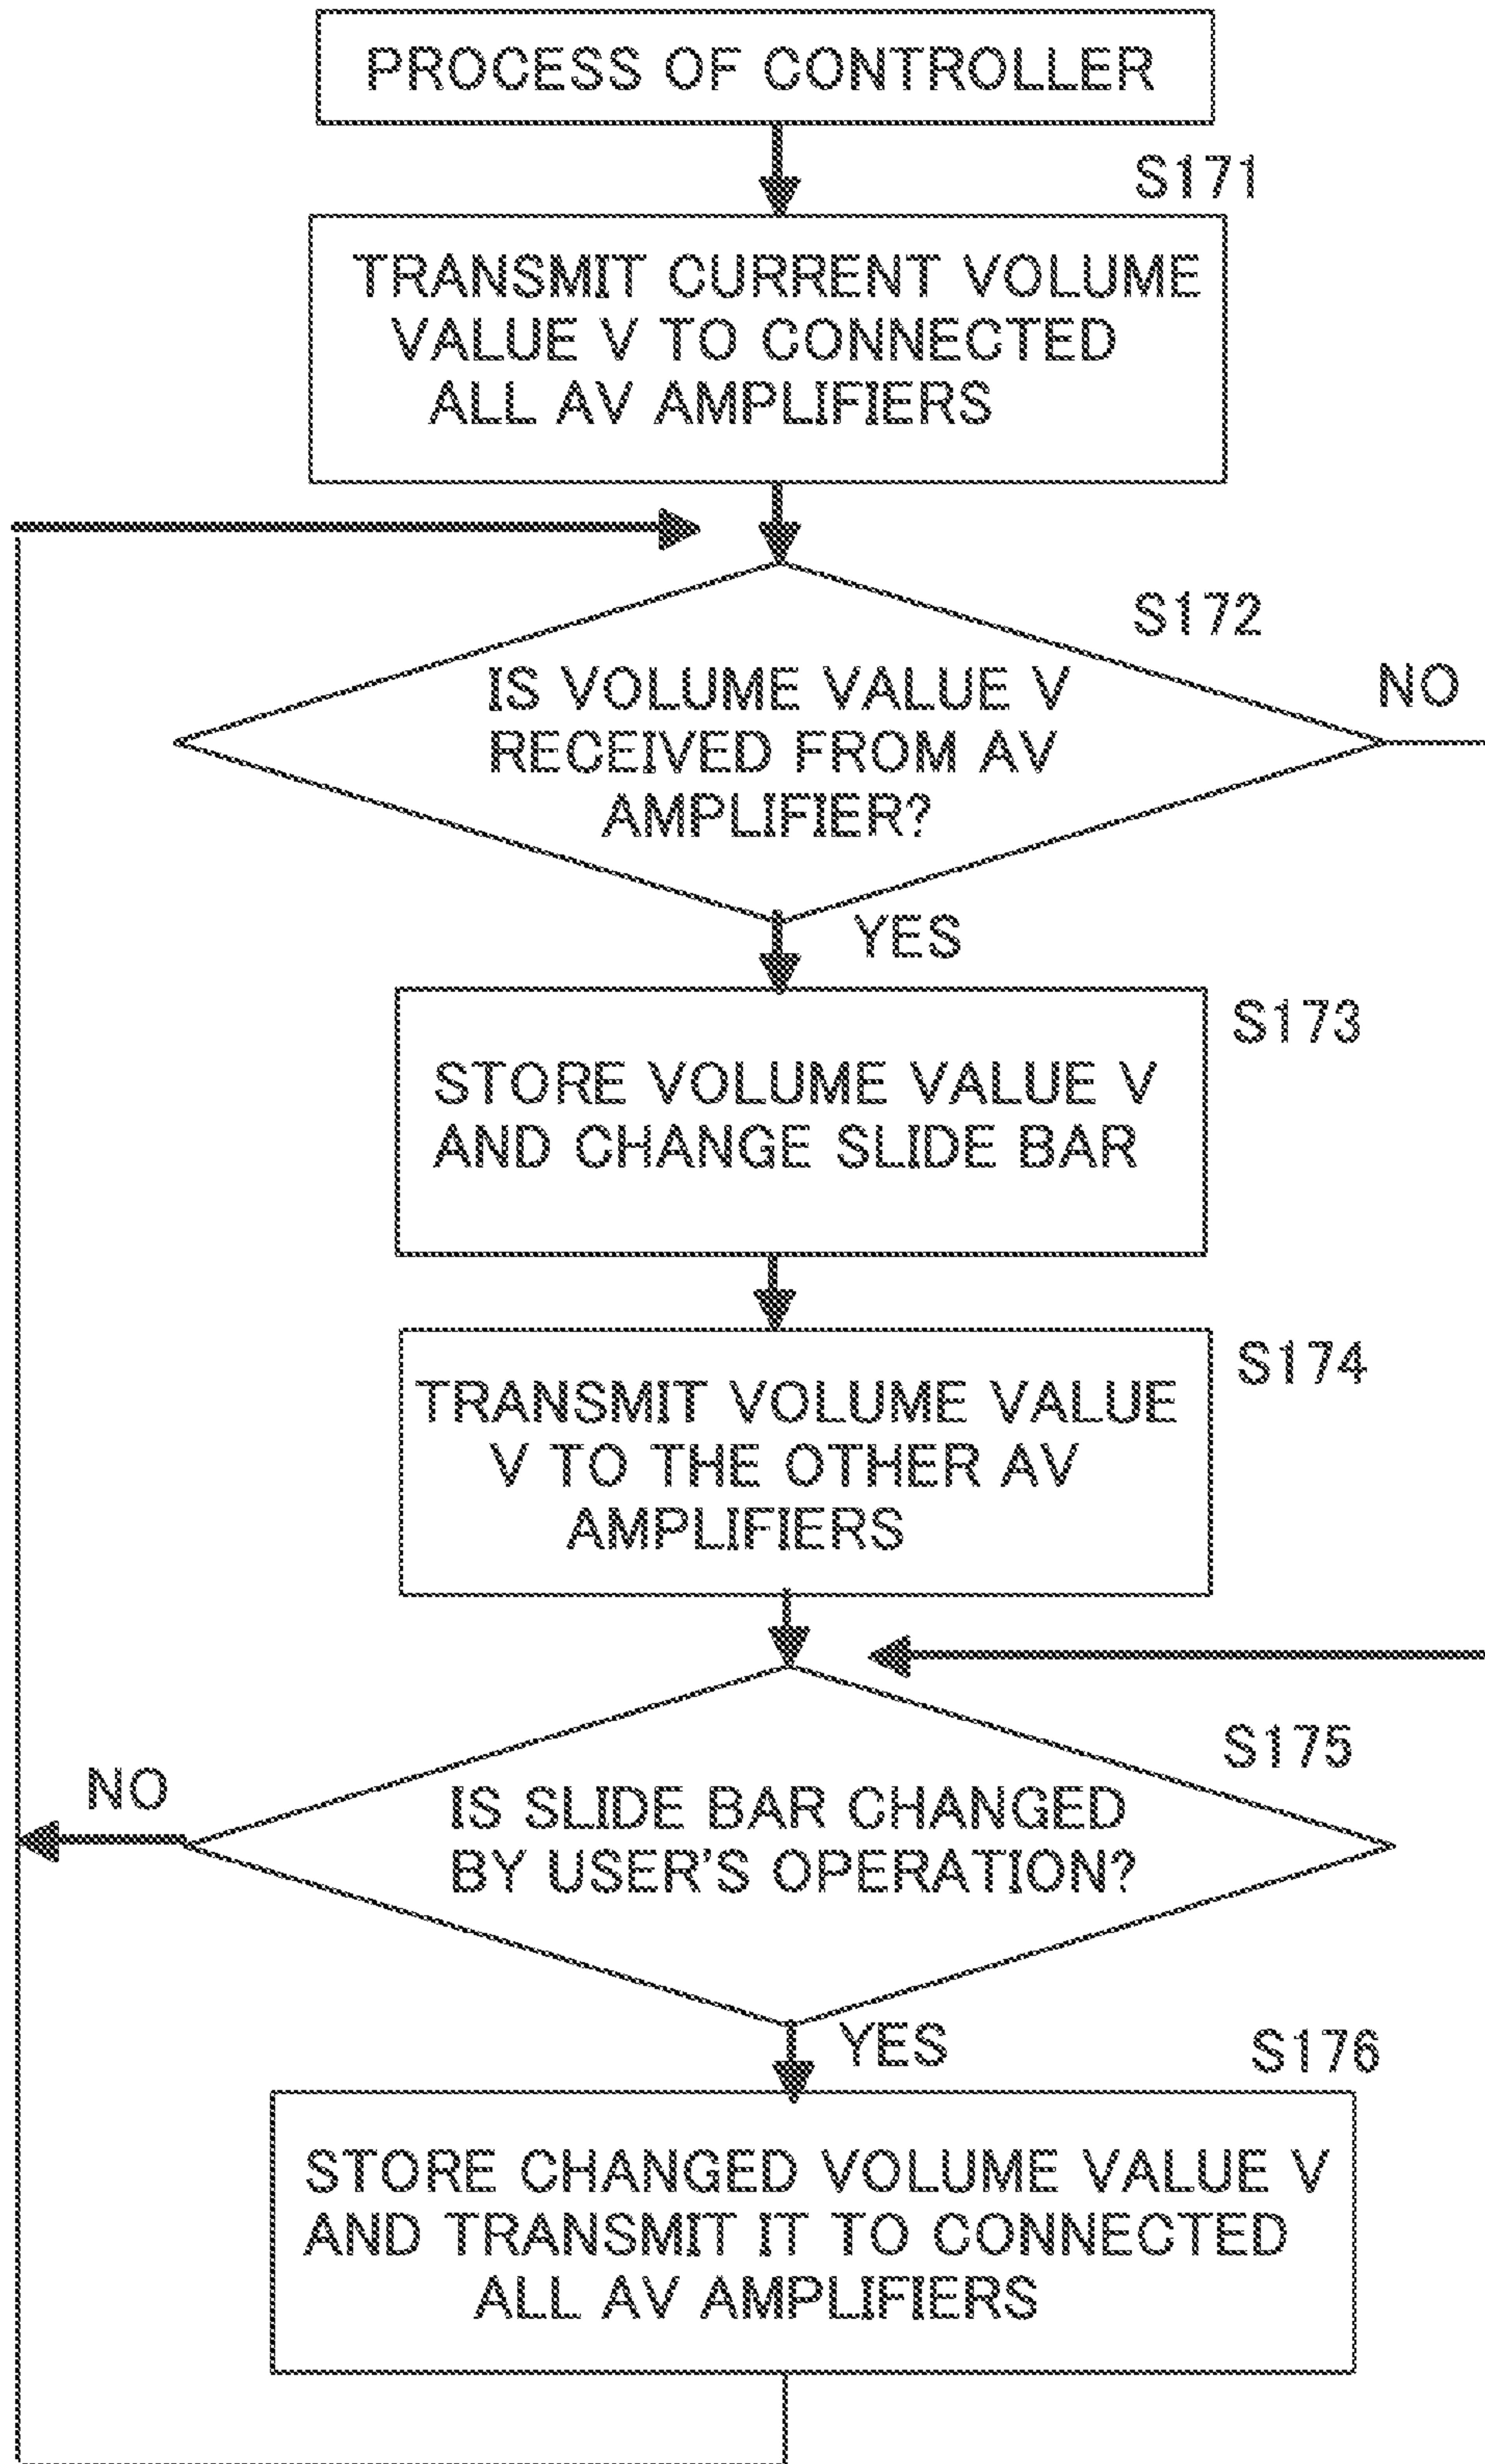 PROCESS OF CONTROLLER
S171
TRANSMIT CURRENT VOLUME
VALUE V TO CONNECTED
ALL AV AMPLIFIERS
S172
IS VOLUME VALUE V
RECEIVED FROM AV
AMPLIFIER?
NO
YES
S173
STORE VOLUME VALUE V
AND CHANGE SLIDE BAR
S174
TRANSMIT VOLUME VALUE
V TO THE OTHER AV
AMPLIFIERS
S175
NO
IS SLIDE BAR CHANGED
BY USER'S OPERATION?
YES
S176
STORE CHANGED VOLUME VALUE V
AND TRANSMIT IT TO CONNECTED
ALL AV AMPLIFIERS